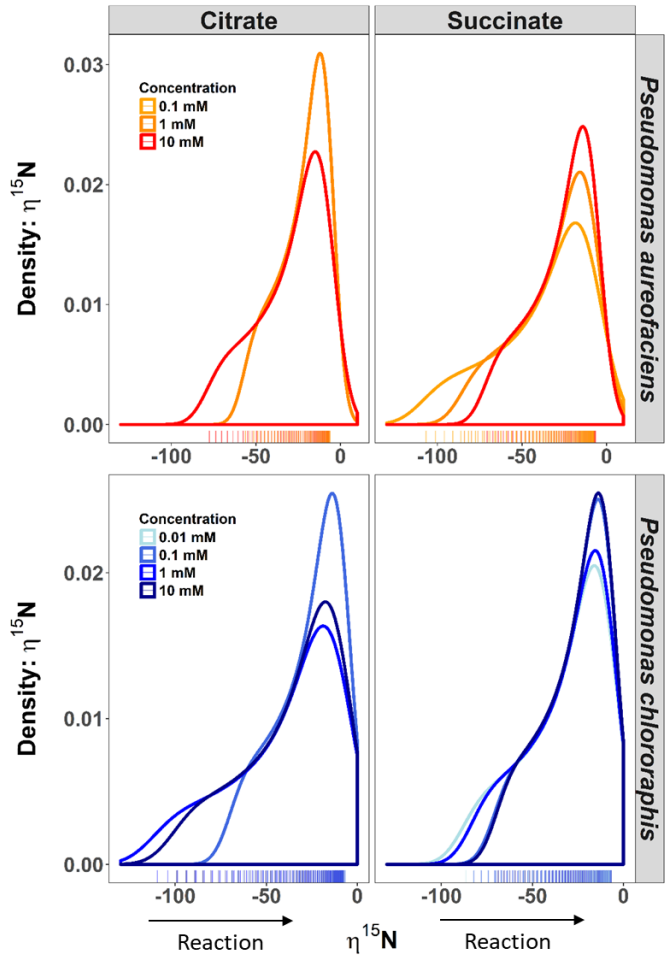 Citrate
Succinate
Pseudomonas aureofaciens
Density: η¹⁵N
0.03
0.02
0.01
0.00
Concentration
0.1 mM
1 mM
10 mM
-100
-50
0
-100
-50
0
Pseudomonas chlororaphis
Density: η¹⁵N
0.02
0.01
0.00
Concentration
0.01 mM
0.1 mM
1 mM
10 mM
-100
-50
0
-100
-50
0
Reaction
η¹⁵N
Reaction